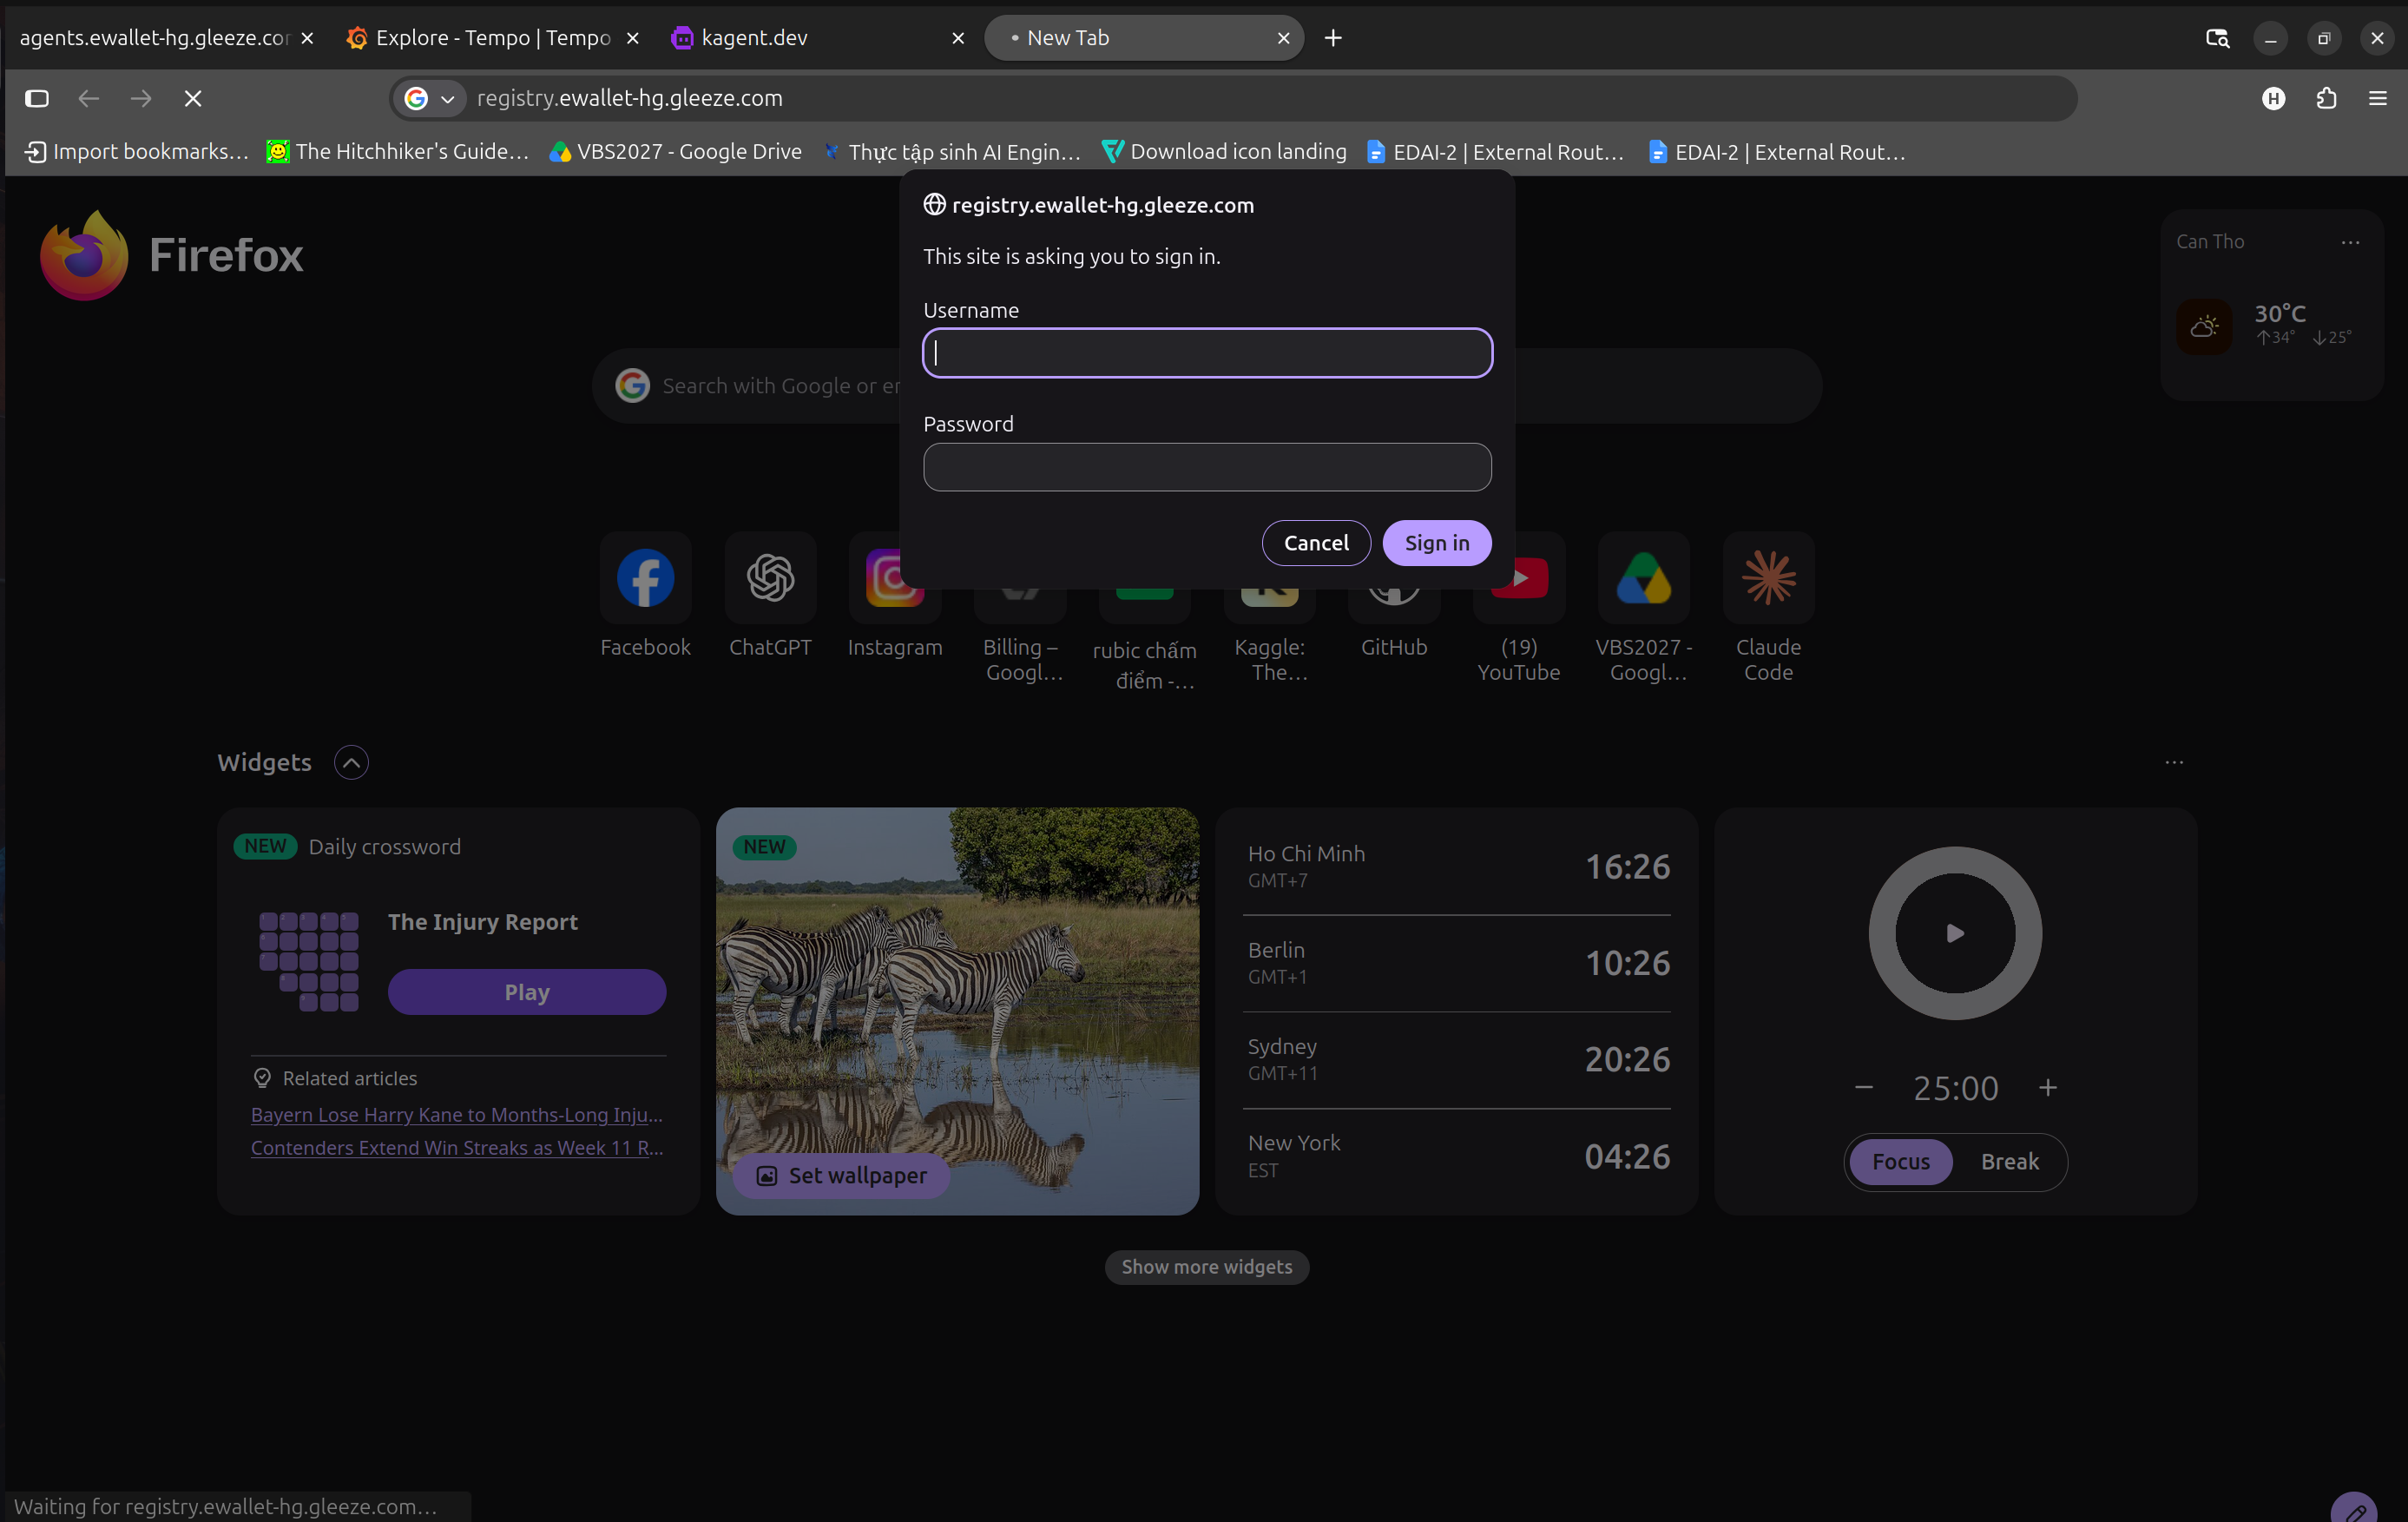 agents.ewallet-hg.gleeze.cor
Explore - Tempo | Tempo
kagent.dev
New Tab
registry.ewallet-hg.gleeze.com
H
Import bookmarks...
The Hitchhiker's Guide...
VBS2027 - Google Drive
Thực tập sinh AI Engin...
Download icon landing
EDAI-2 | External Rout...
EDAI-2 | External Rout...
registry.ewallet-hg.gleeze.com
This site is asking you to sign in.
Username
Password
Cancel
Sign in
Firefox
Can Tho
30°C
↑34° ↓25°
Search with Google or er
Facebook
ChatGPT
Instagram
Billing –
Googl...
rubic chấm
điểm -...
Kaggle:
The...
GitHub
(19)
YouTube
VBS2027 -
Googl...
Claude
Code
Widgets
NEW Daily crossword
The Injury Report
Play
Related articles
Bayern Lose Harry Kane to Months-Long Inju...
Contenders Extend Win Streaks as Week 11 R...
NEW
Set wallpaper
Ho Chi Minh
GMT+7
16:26
Berlin
GMT+1
10:26
Sydney
GMT+11
20:26
New York
EST
04:26
25:00
Focus
Break
Show more widgets
Waiting for registry.ewallet-hg.gleeze.com...